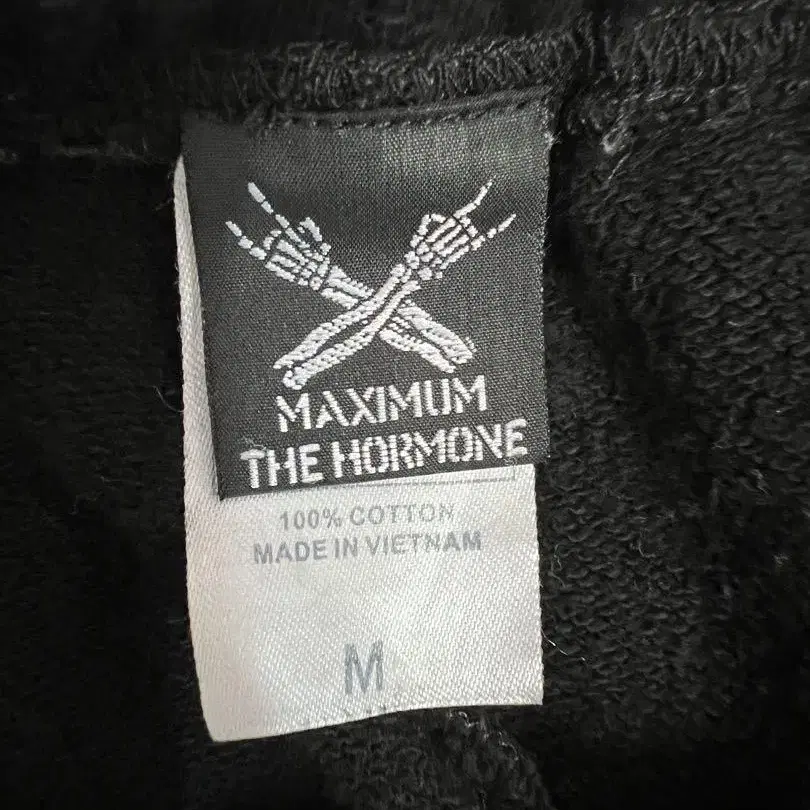 MAXIMUM
THE HORMONE
100% COTTON
MADE IN VIETNAM
M